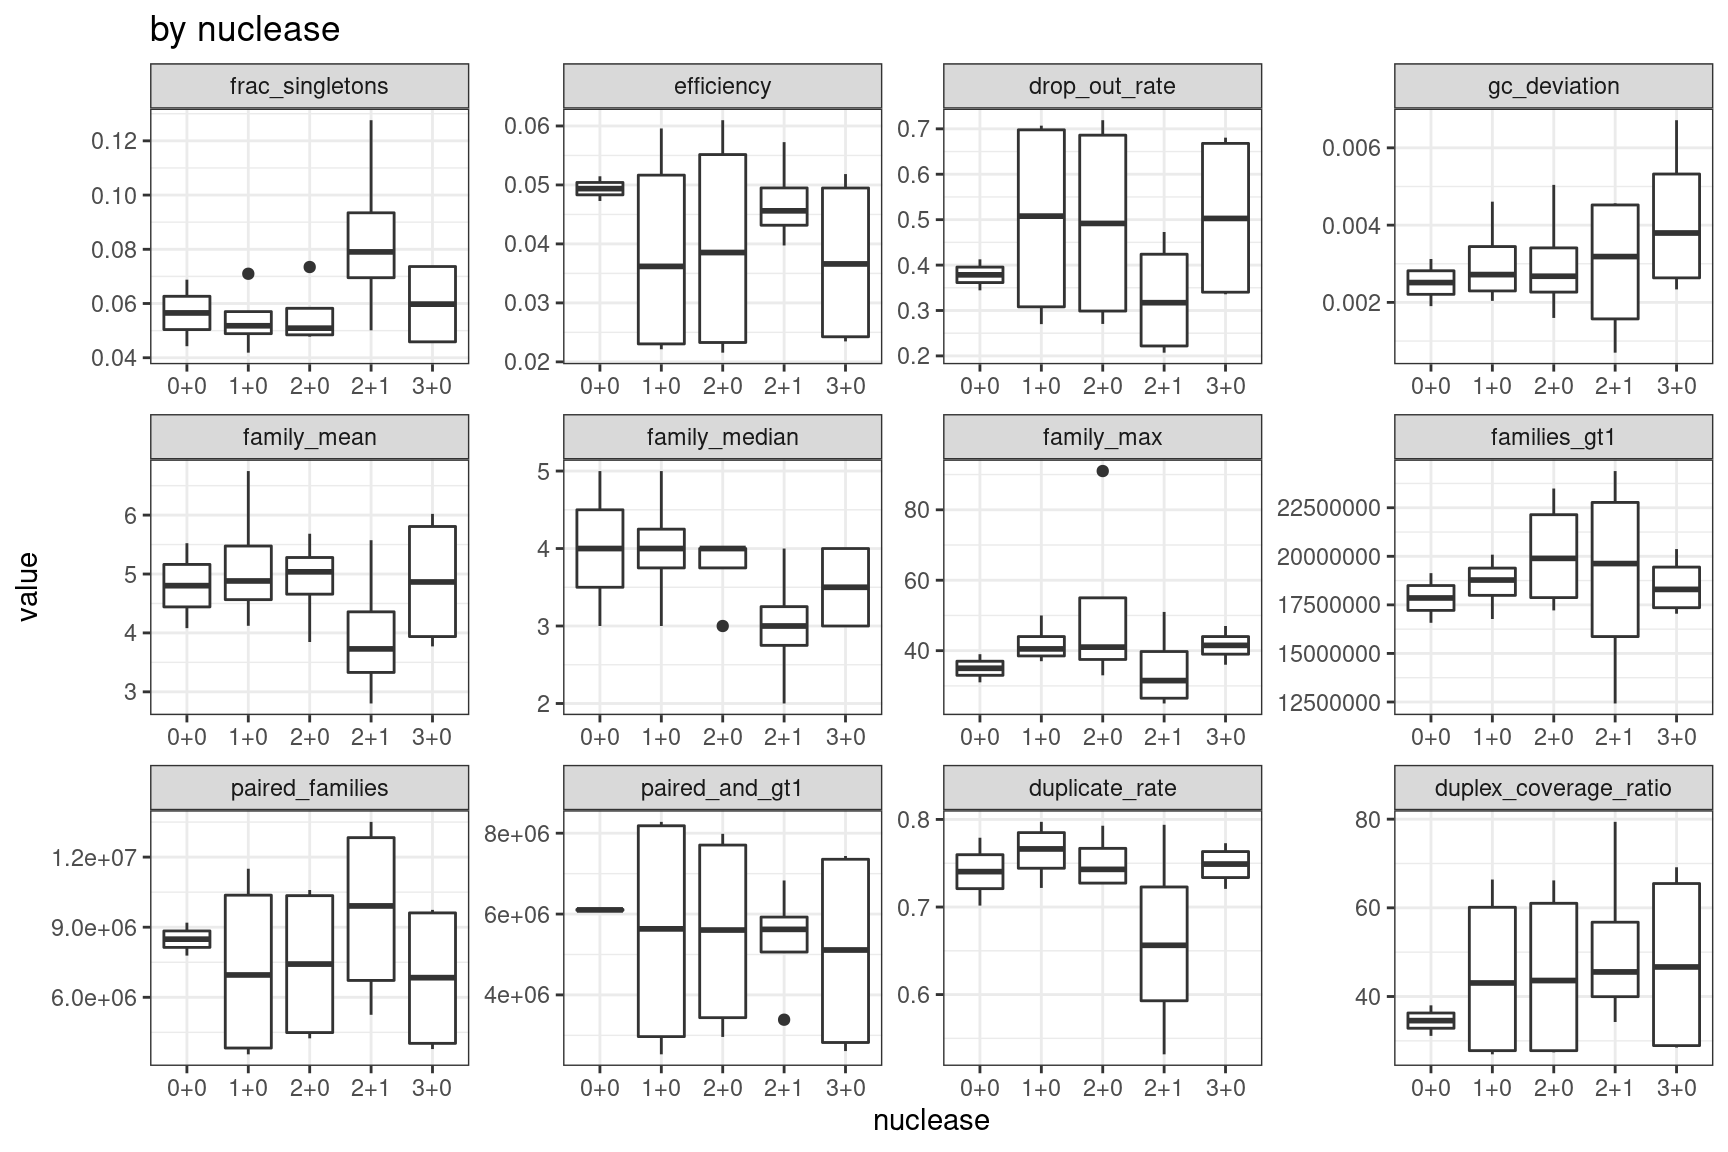 by nuclease
frac_singletons efficiency drop_out_rate gc_deviation
0.12
0.10
0.08
0.06
0.04
0.06
0.05
0.04
0.03
0.02
0.7
0.6
0.5
0.4
0.3
0.2
0.006
0.004
0.002
0+0 1+0 2+0 2+1 3+0 0+0 1+0 2+0 2+1 3+0 0+0 1+0 2+0 2+1 3+0 0+0 1+0 2+0 2+1 3+0
family_mean family_median family_max families_gt1
6
5
4
3
5
4
3
2
80
60
40
22500000
20000000
17500000
15000000
12500000
0+0 1+0 2+0 2+1 3+0 0+0 1+0 2+0 2+1 3+0 0+0 1+0 2+0 2+1 3+0 0+0 1+0 2+0 2+1 3+0
value
paired_families paired_and_gt1 duplicate_rate duplex_coverage_ratio
1.2e+07
9.0e+06
6.0e+06
8e+06
6e+06
4e+06
0.8
0.7
0.6
80
60
40
0+0 1+0 2+0 2+1 3+0 0+0 1+0 2+0 2+1 3+0 0+0 1+0 2+0 2+1 3+0 0+0 1+0 2+0 2+1 3+0
nuclease